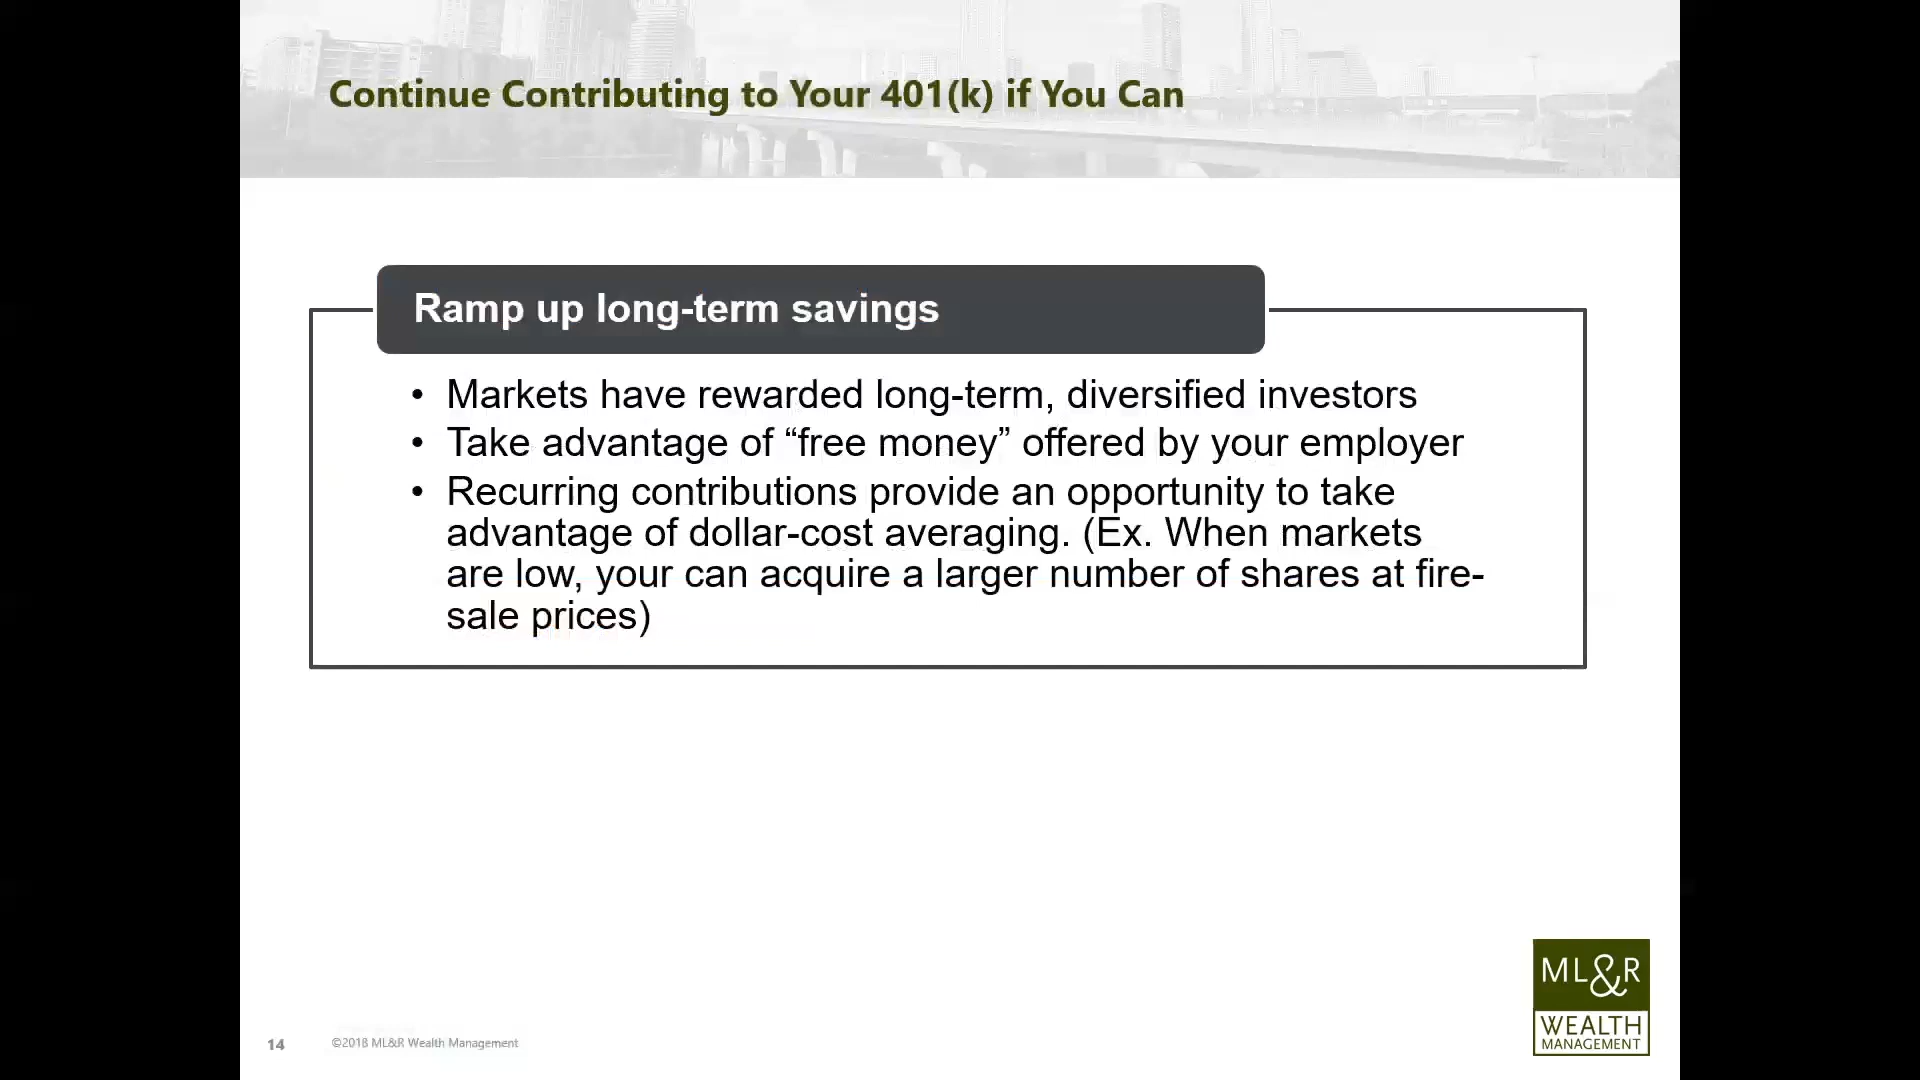 Continue Contributing to Your 401(k) if You Can
Ramp up long-term savings
• Markets have rewarded long-term, diversified investors
• Take advantage of “free money” offered by your employer
• Recurring contributions provide an opportunity to take
advantage of dollar-cost averaging. (Ex. When markets
are low, your can acquire a larger number of shares at fire-
sale prices)
14
©2018 ML&R Wealth Management
ML&R
WEALTH
MANAGEMENT